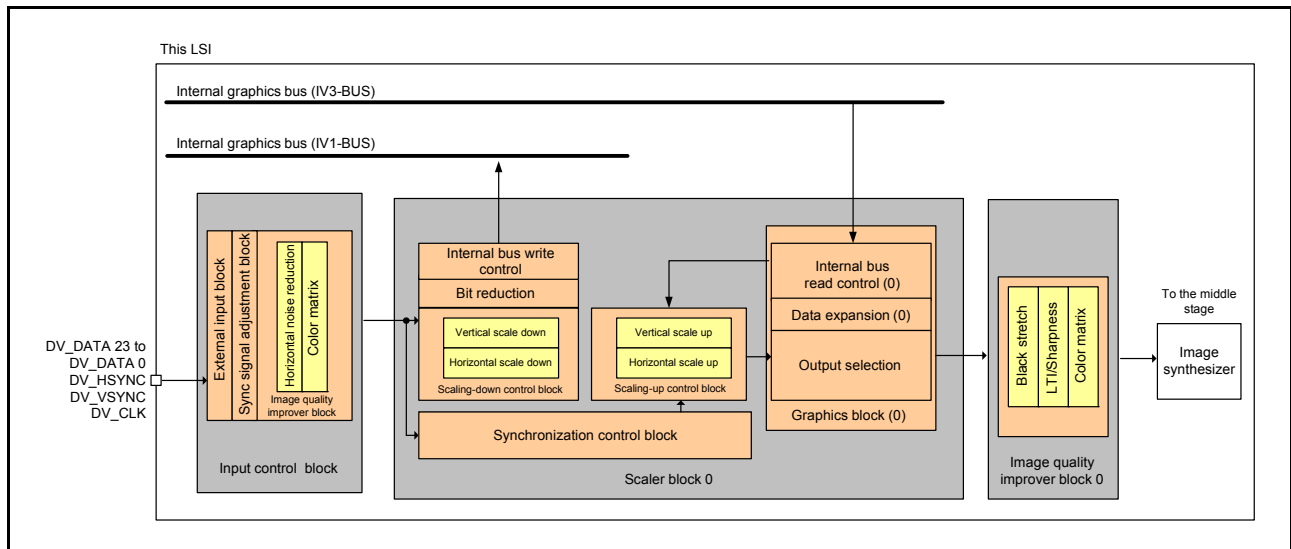 This LSI
Internal graphics bus (IV3-BUS)
Internal graphics bus (IV1-BUS)
DV_DATA 23 to
DV_DATA 0
DV_HSYNC
DV_VSYNC
DV_CLK
External input block
Sync signal adjustment block
Horizontal noise reduction
Color matrix
Image quality
improver block
Input control block
Internal bus write
control
Bit reduction
Vertical scale down
Horizontal scale down
Scaling-down control block
Vertical scale up
Horizontal scale up
Scaling-up control block
Synchronization control block
Internal bus
read control (0)
Data expansion (0)
Output selection
Graphics block (0)
Scaler block 0
Black stretch
LTI/Sharpness
Color matrix
Image quality
improver block 0
To the middle
stage
Image
synthesizer